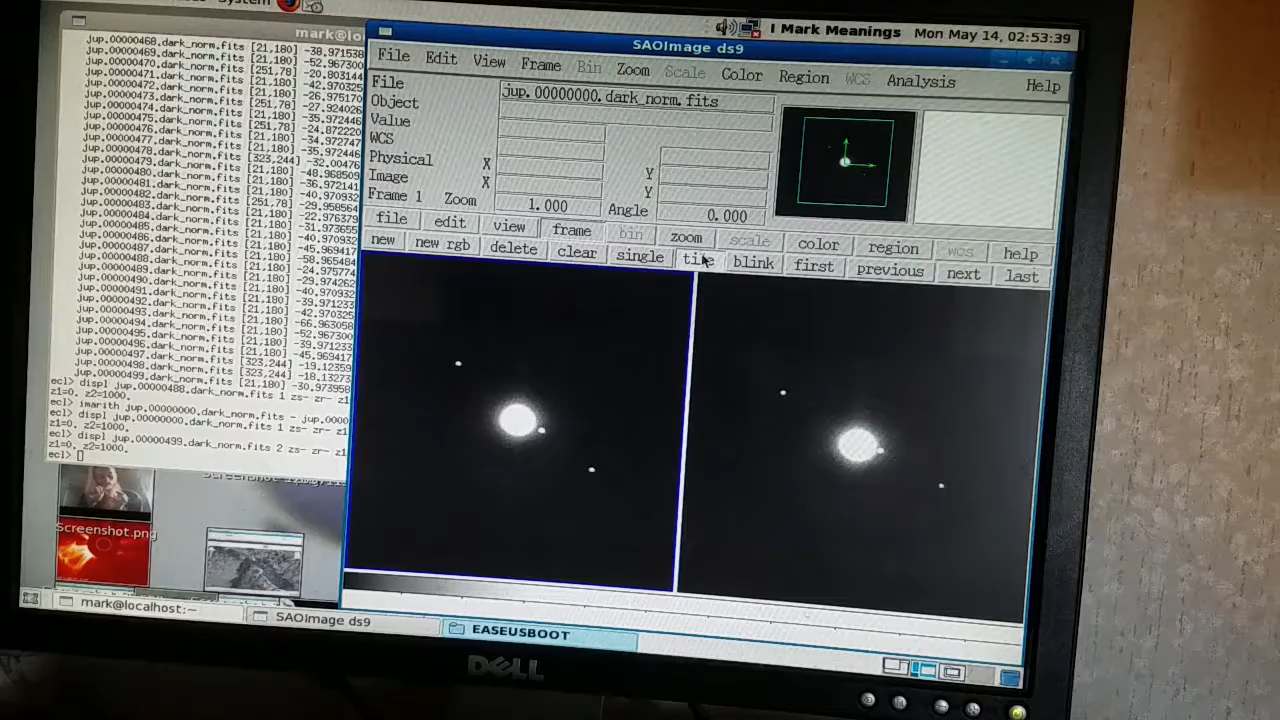 System
I Mark Meanings Mon May 14, 02:53:39
mark@lo
jup.00000468.dark_norm.fits [21,180] -38.971538
jup.00000469.dark_norm.fits [21,180] -52.967300
jup.00000470.dark_norm.fits [251,78] -20.803144
jup.00000471.dark_norm.fits [21,180] -42.970325
jup.00000472.dark_norm.fits [21,180] -26.975170
jup.00000473.dark_norm.fits [251,78] -27.924026
jup.00000474.dark_norm.fits [251,78] -35.972446
jup.00000475.dark_norm.fits [251,78] -24.872220
jup.00000476.dark_norm.fits [21,180] -34.972747
jup.00000477.dark_norm.fits [21,180] -35.972446
jup.00000478.dark_norm.fits [323,244] -32.00476
jup.00000479.dark_norm.fits [21,180] -48.968509
jup.00000480.dark_norm.fits [21,180] -36.972141
jup.00000481.dark_norm.fits [21,180] -40.970932
jup.00000482.dark_norm.fits [251,78] -29.958564
jup.00000483.dark_norm.fits [21,180] -22.976379
jup.00000484.dark_norm.fits [21,180] -31.973655
jup.00000485.dark_norm.fits [21,180] -40.970932
jup.00000486.dark_norm.fits [21,180] -45.969417
jup.00000487.dark_norm.fits [21,180] -58.965484
jup.00000488.dark_norm.fits [21,180] -24.975774
jup.00000489.dark_norm.fits [21,180] -29.974262
jup.00000490.dark_norm.fits [21,180] -40.970932
jup.00000491.dark_norm.fits [21,180] -39.971233
jup.00000492.dark_norm.fits [21,180] -42.970325
jup.00000493.dark_norm.fits [21,180] -66.963058
jup.00000494.dark_norm.fits [21,180] -52.967300
jup.00000495.dark_norm.fits [21,180] -39.971233
jup.00000496.dark_norm.fits [21,180] -45.969417
jup.00000497.dark_norm.fits [323,244] -19.12359
jup.00000498.dark_norm.fits [323,244] -18.13273
jup.00000499.dark_norm.fits [21,180] -30.973958
ecl> displ jup.00000488.dark_norm.fits 1 zs- zr- z1
z1=0. z2=1000.
ecl> imarith jup.00000000.dark_norm.fits - jup.0000
ecl> displ jup.00000000.dark_norm.fits 1 zs- zr- z1
z1=0. z2=1000.
ecl> displ jup.00000499.dark_norm.fits 2 zs- zr- z1
z1=0. z2=1000.
ecl>
SAOImage ds9
File Edit View Frame Bin Zoom Scale Color Region WCS Analysis Help
File jup.00000000.dark_norm.fits
Object
Value
WCS
Physical X Y
Image X Y
Frame 1 Zoom 1.000 Angle 0.000
file edit view frame bin zoom scale color region wcs help
new new rgb delete clear single tile blink first previous next last
Screenshot.png
mark@localhost:~ SAOImage ds9 EASEUSBOOT
DELL